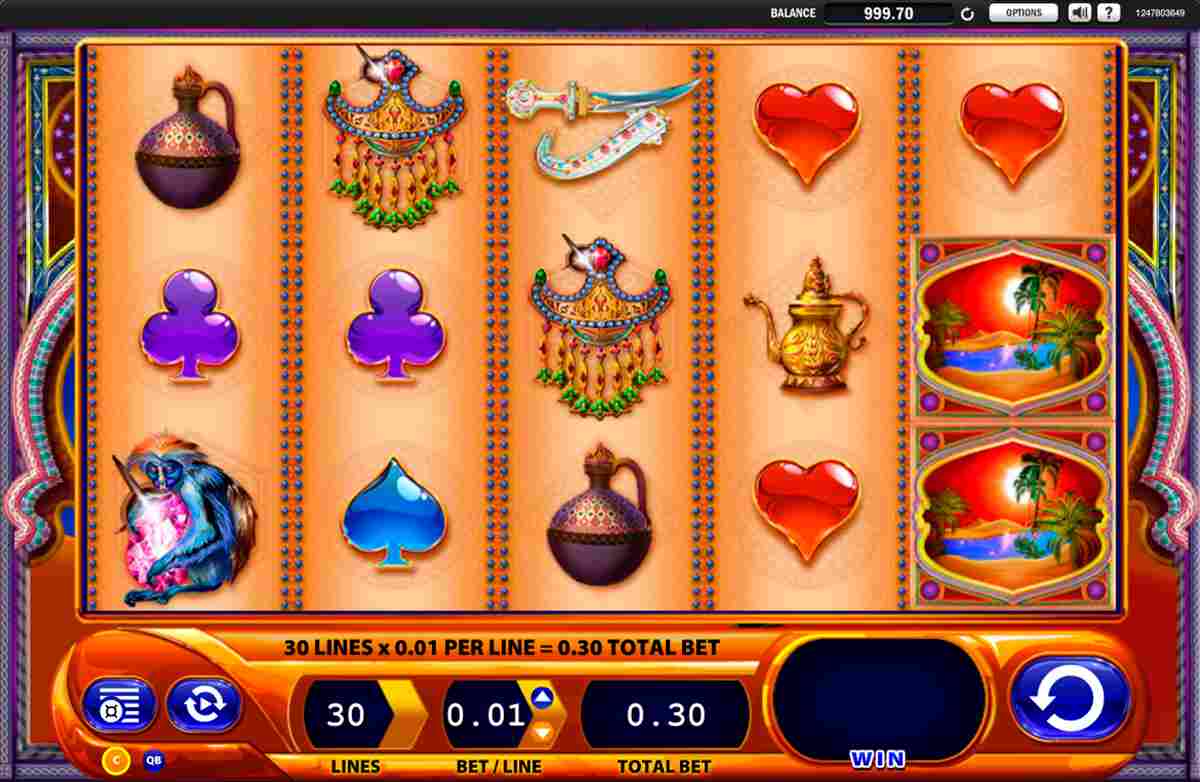 BALANCE 999.70 OPTIONS ? 1247803649
30 LINES x 0.01 PER LINE = 0.30 TOTAL BET
30 0.01 0.30
WIN
LINES BET / LINE TOTAL BET
C QB